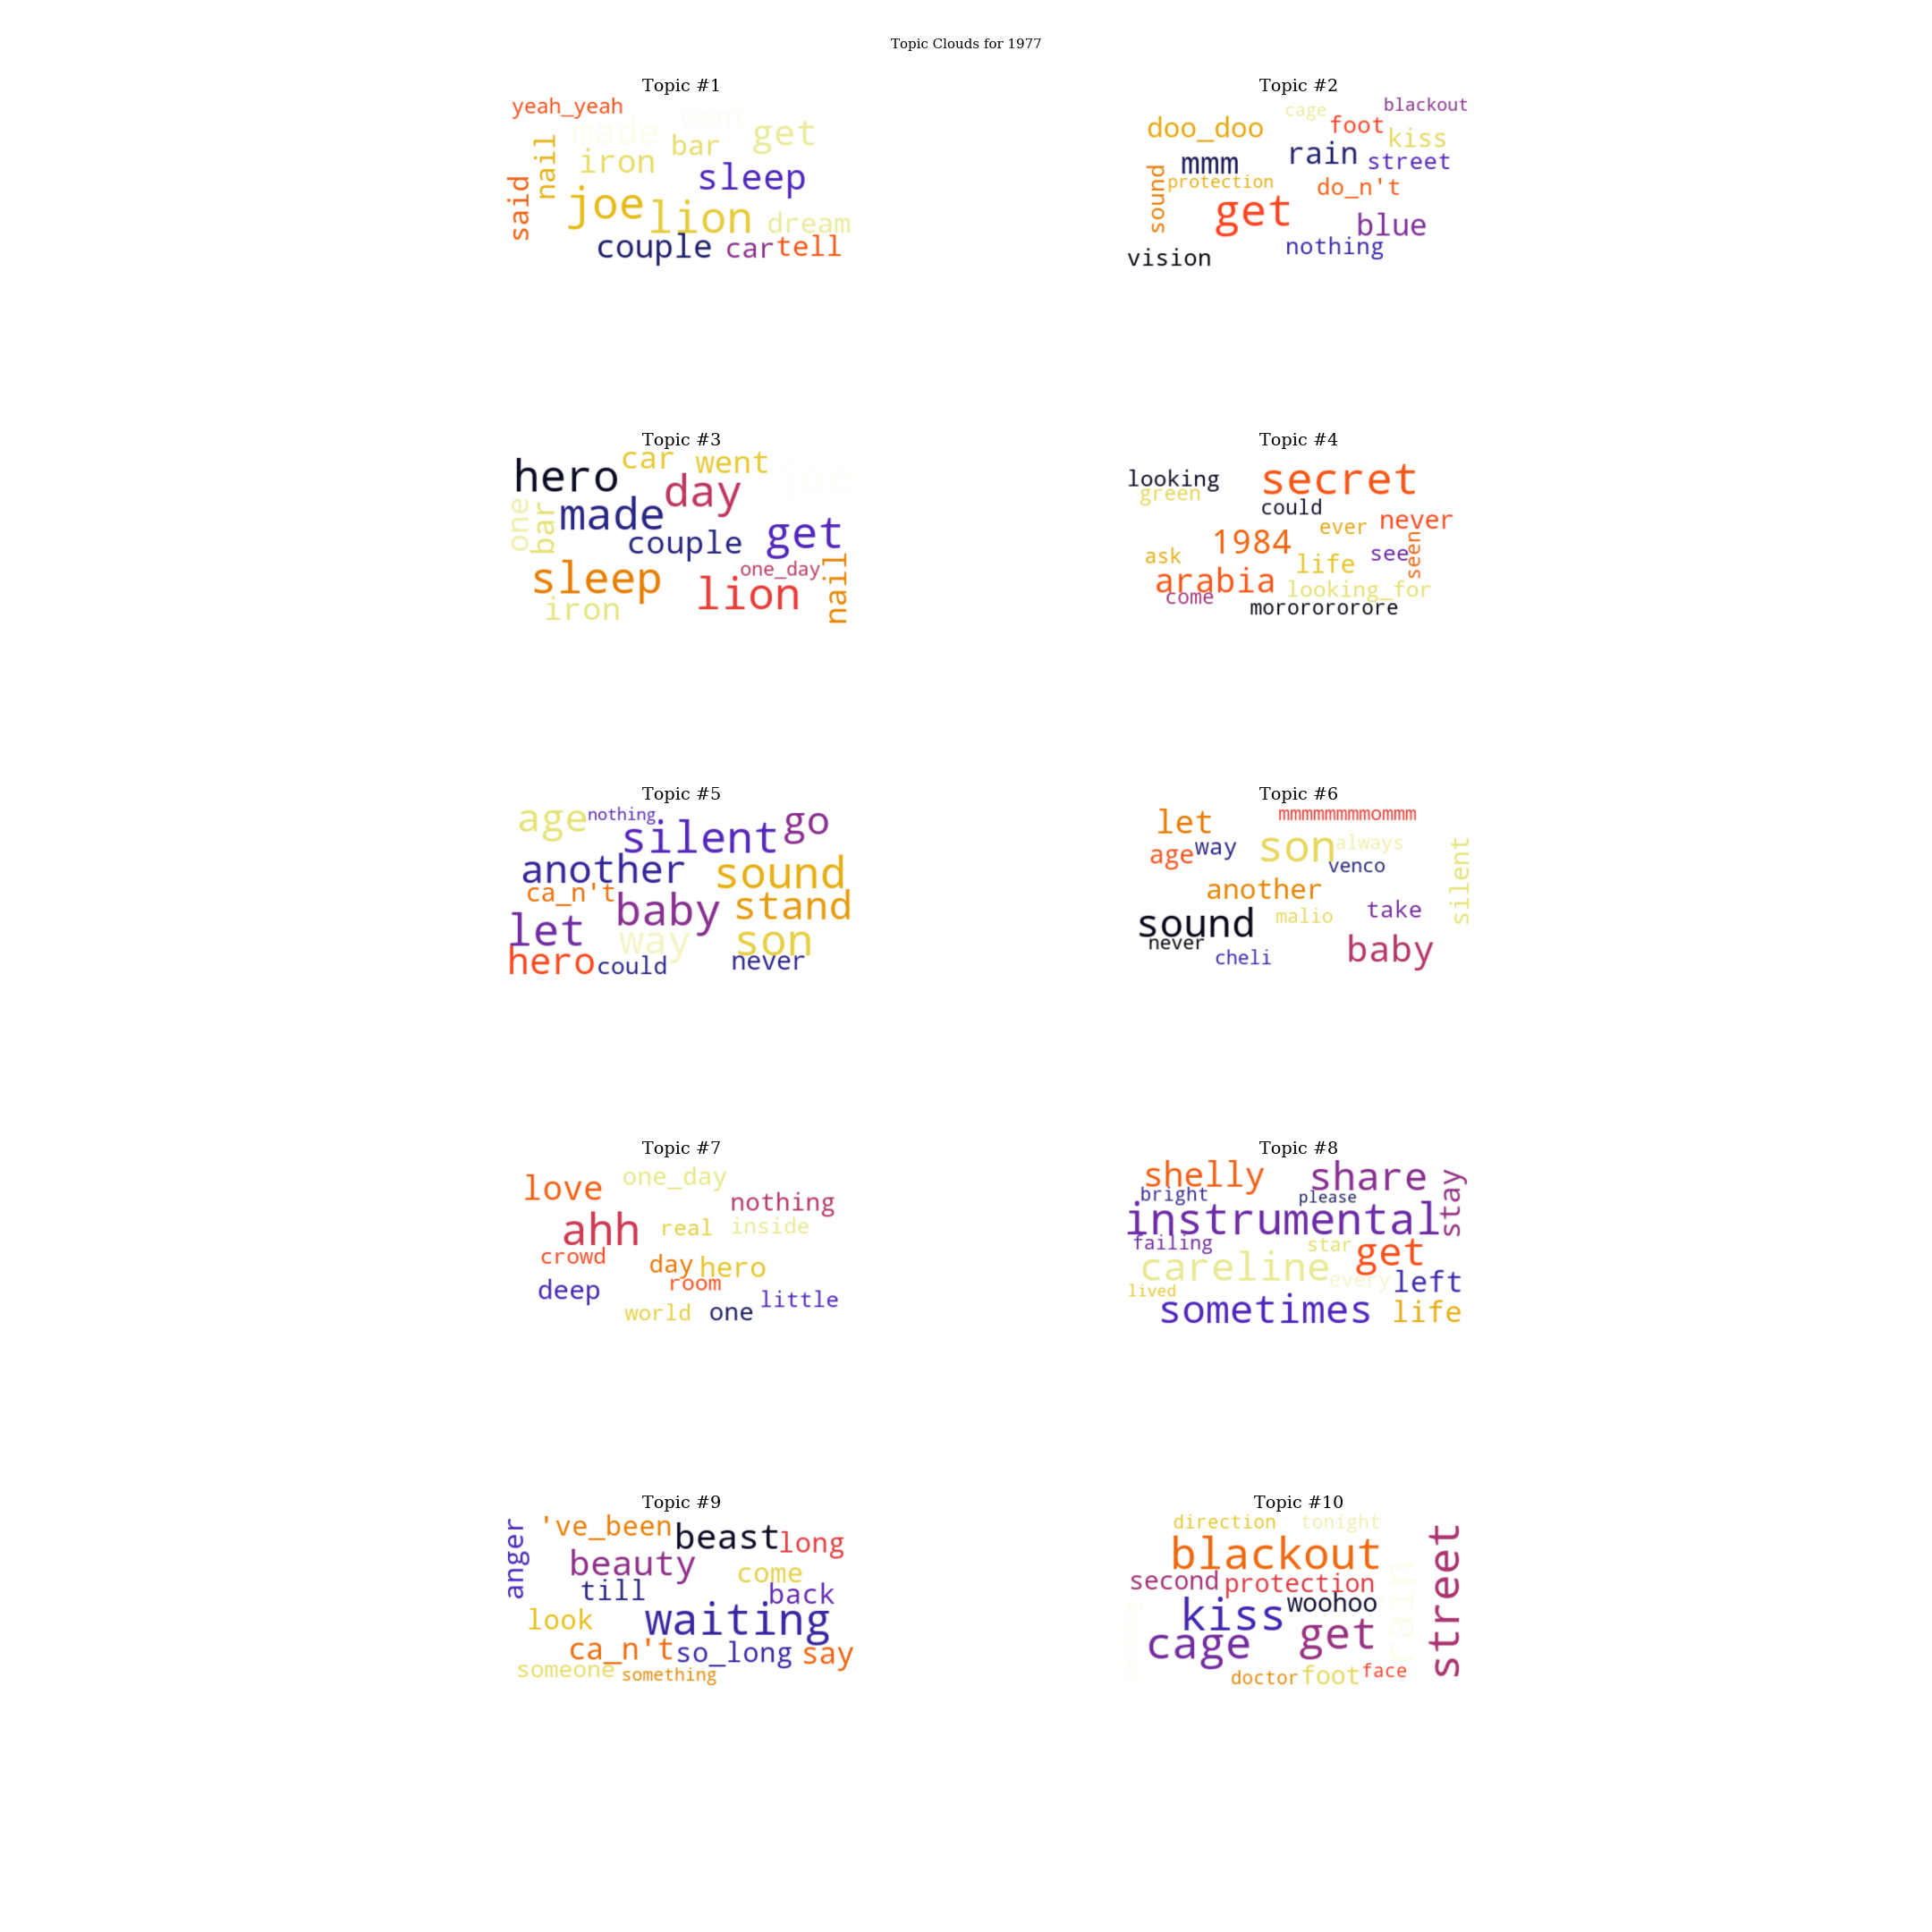 Topic Clouds for 1977
Topic #1
yeah_yeah
went
made
get
bar
nail
iron
sleep
said
joe
lion
dream
couple
car
tell
Topic #2
cage
blackout
doo_doo
foot
kiss
mmm
rain
street
sound
protection
do_n't
get
blue
nothing
vision
Topic #3
hero
car
went
day
one
bar
made
get
couple
sleep
one_day
nail
lion
iron
Topic #4
looking
secret
green
could
1984
ever
never
ask
life
see
seen
arabia
looking_for
come
mororororore
Topic #5
age
nothing
silent
go
another
sound
ca_n't
baby
stand
let
way
son
hero
could
never
Topic #6
let
mmmmmmmmommm
son
always
age
way
venco
silent
another
sound
malio
take
never
baby
cheli
Topic #7
love
one_day
nothing
ahh
real
inside
crowd
day
hero
deep
room
little
world
one
Topic #8
shelly
share
stay
bright
please
instrumental
failing
star
get
careline
every
left
lived
sometimes
life
Topic #9
anger
've_been
beast
long
beauty
come
till
back
look
waiting
ca_n't
so_long
say
someone
something
Topic #10
direction
tonight
blackout
street
second
protection
rain
kiss
woohoo
cage
get
doctor
foot
face